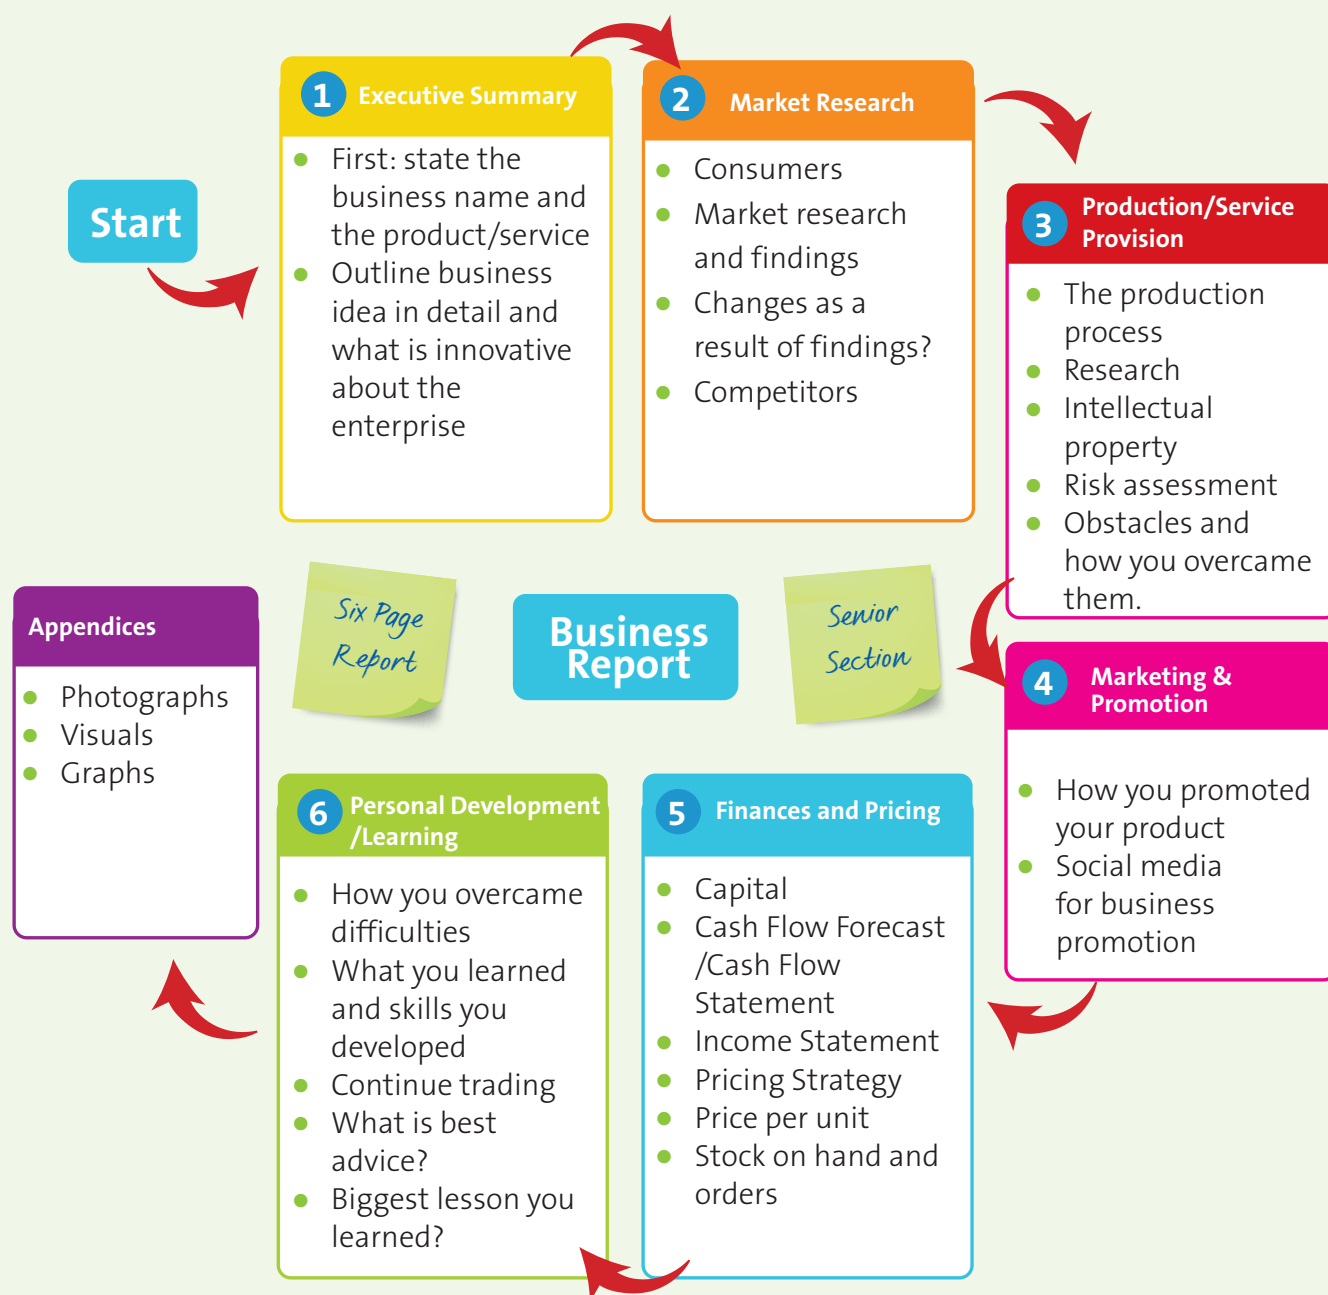 Start
1 Executive Summary
First: state the
business name and
the product/service
Outline business
idea in detail and
what is innovative
about the
enterprise
2 Market Research
Consumers
Market research
and findings
Changes as a
result of findings?
Competitors
3 Production/Service
Provision
The production
process
Research
Intellectual
property
Risk assessment
Obstacles and
how you overcame
them.
4 Marketing &
Promotion
How you promoted
your product
Social media
for business
promotion
5 Finances and Pricing
Capital
Cash Flow Forecast
/Cash Flow
Statement
Income Statement
Pricing Strategy
Price per unit
Stock on hand and
orders
6 Personal Development
/Learning
How you overcame
difficulties
What you learned
and skills you
developed
Continue trading
What is best
advice?
Biggest lesson you
learned?
Appendices
Photographs
Visuals
Graphs
Six Page
Report
Business
Report
Senior
Section